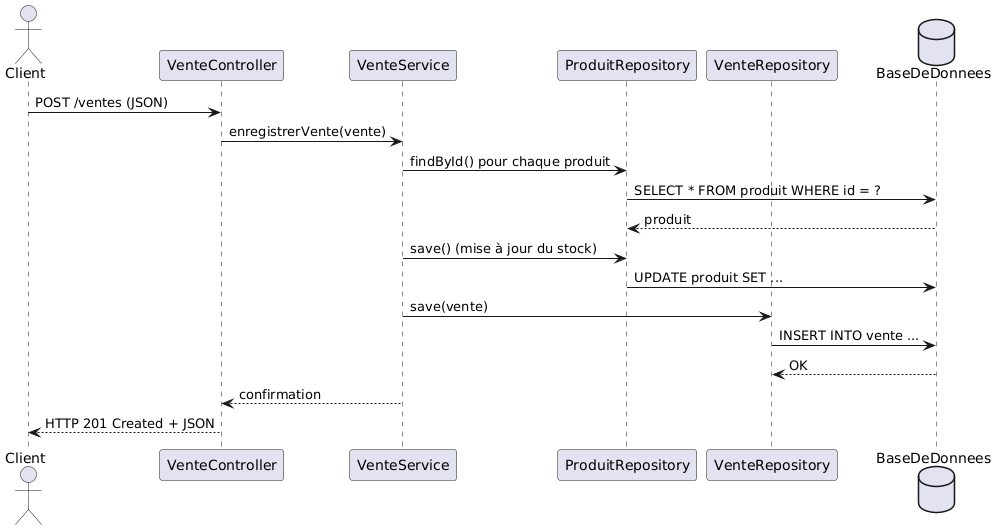 Client
VenteController
VenteService
ProduitRepository
VenteRepository
BaseDeDonnees
POST /ventes (JSON)
enregistrerVente(vente)
findById() pour chaque produit
SELECT * FROM produit WHERE id = ?
produit
save() (mise à jour du stock)
UPDATE produit SET ...
save(vente)
INSERT INTO vente ...
OK
confirmation
HTTP 201 Created + JSON
Client
VenteController
VenteService
ProduitRepository
VenteRepository
BaseDeDonnees